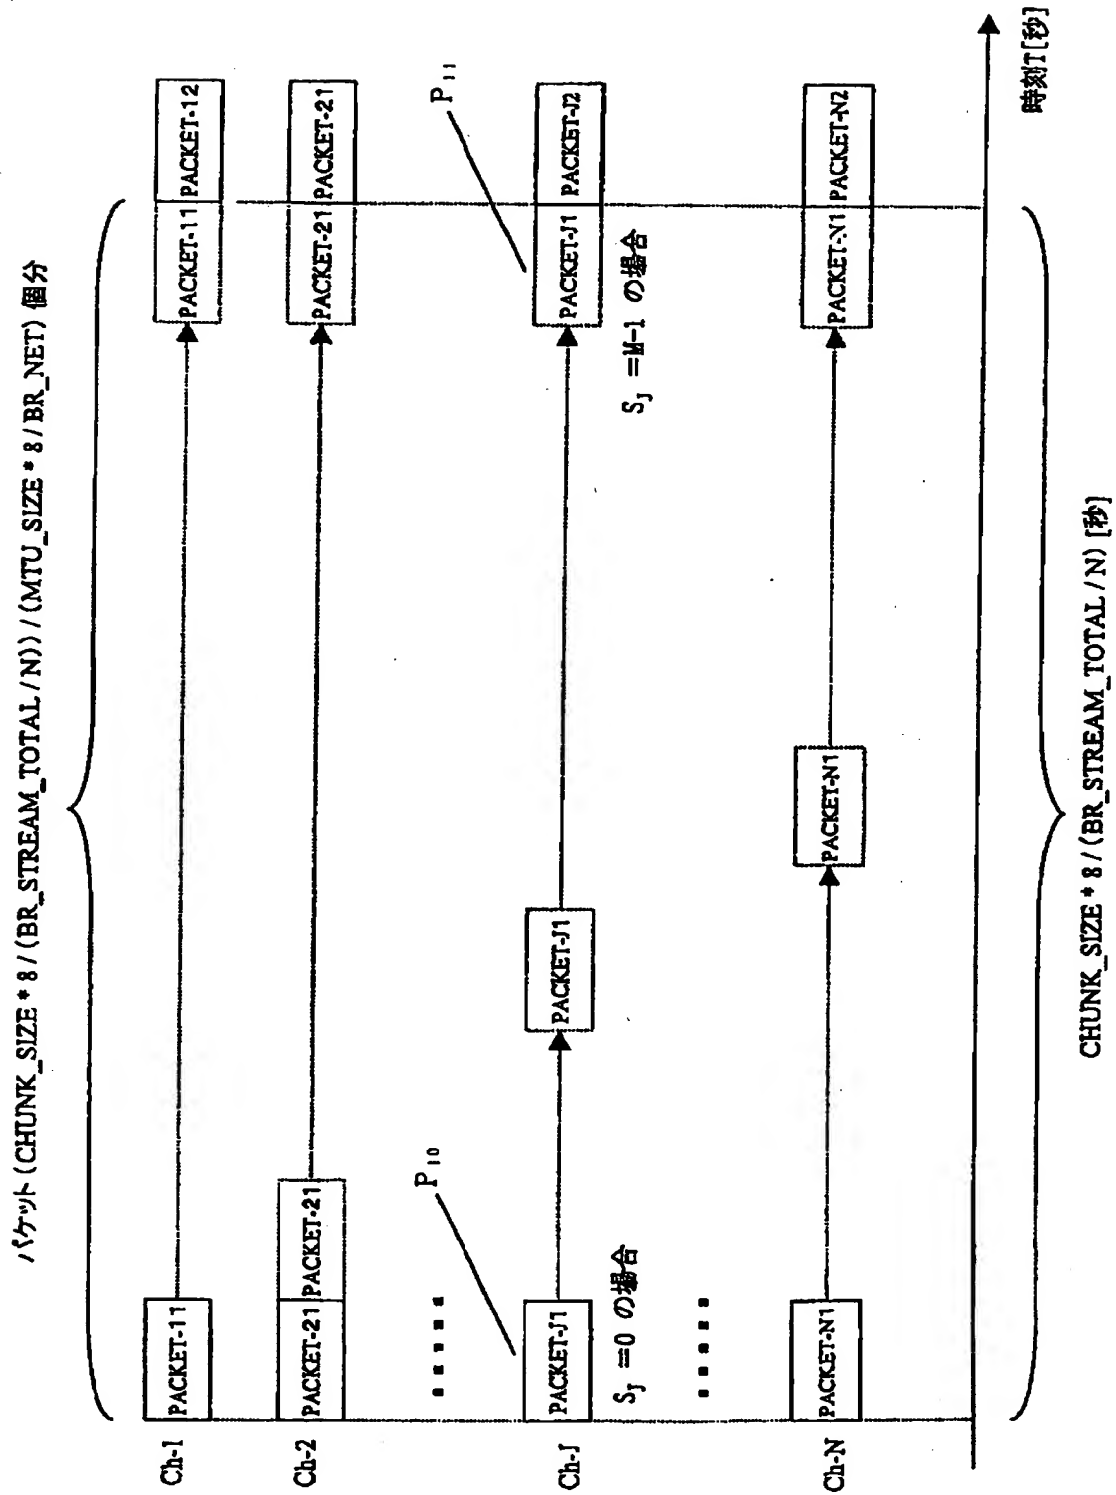 パケット (CHUNK_SIZE * 8 / (BR_STREAM_TOTAL / N)) / (MTU_SIZE * 8 / BR_NET) 個分
Ch-1
PACKET-11
PACKET-11
PACKET-12
Ch-2
PACKET-21
PACKET-21
PACKET-21
PACKET-21
P10
P11
Ch-J
PACKET-J1
PACKET-J1
PACKET-J1
PACKET-J2
SJ =0 の場合
SJ =M-1 の場合
Ch-N
PACKET-N1
PACKET-N1
PACKET-N1
PACKET-N2
時刻T[秒]
CHUNK_SIZE * 8 / (BR_STREAM_TOTAL / N) [秒]